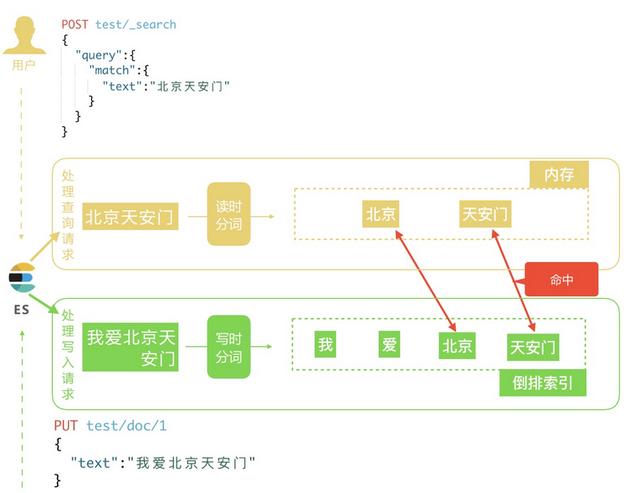 POST test/_search
{
"query":{
"match":{
"text":"北京天安门"
}
}
}
用户
处理查询请求
北京天安门
读时
分词
内存
北京
天安门
命中
ES
处理写入请求
我爱北京天
安门
写时
分词
我
爱
北京
天安门
倒排索引
PUT test/doc/1
{
"text":"我爱北京天安门"
}